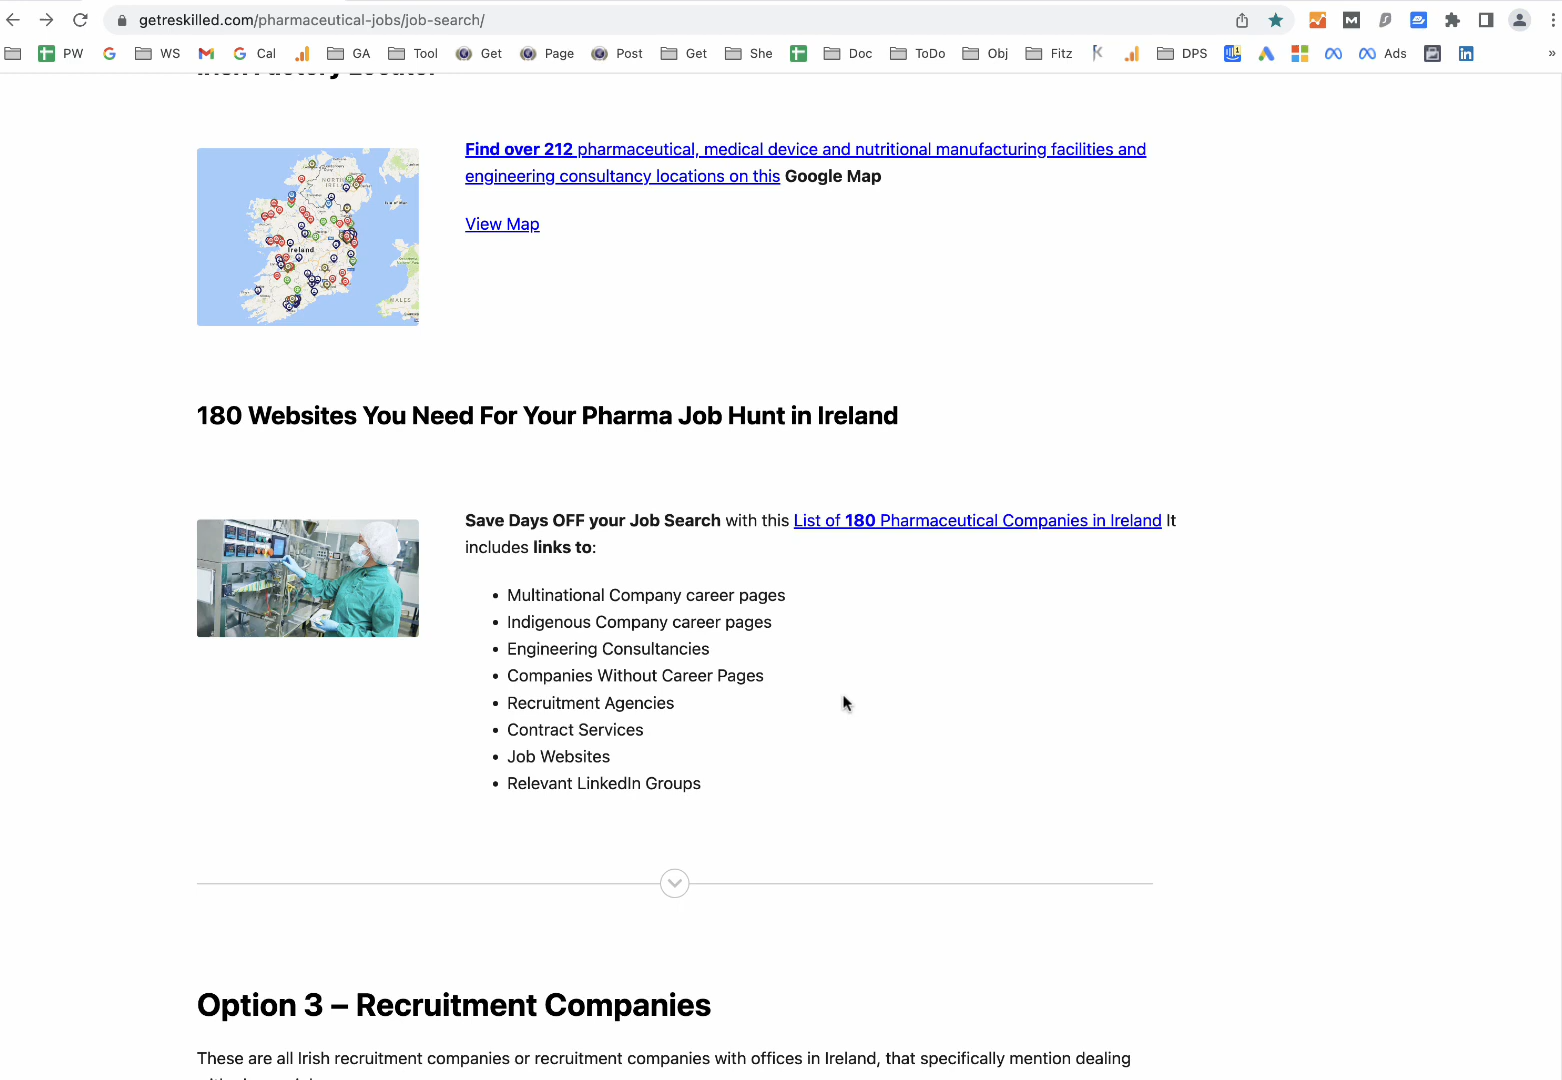 getreskilled.com/pharmaceutical-jobs/job-search/
PW WS Cal GA Tool Get Page Post Get She Doc ToDo Obj Fitz DPS Ads »
Irish Factory Locator
Find over 212 pharmaceutical, medical device and nutritional manufacturing facilities and
engineering consultancy locations on this Google Map
View Map
Ireland
WALES
180 Websites You Need For Your Pharma Job Hunt in Ireland
Save Days OFF your Job Search with this List of 180 Pharmaceutical Companies in Ireland It
includes links to:
• Multinational Company career pages
• Indigenous Company career pages
• Engineering Consultancies
• Companies Without Career Pages
• Recruitment Agencies
• Contract Services
• Job Websites
• Relevant LinkedIn Groups
Option 3 – Recruitment Companies
These are all Irish recruitment companies or recruitment companies with offices in Ireland, that specifically mention dealing